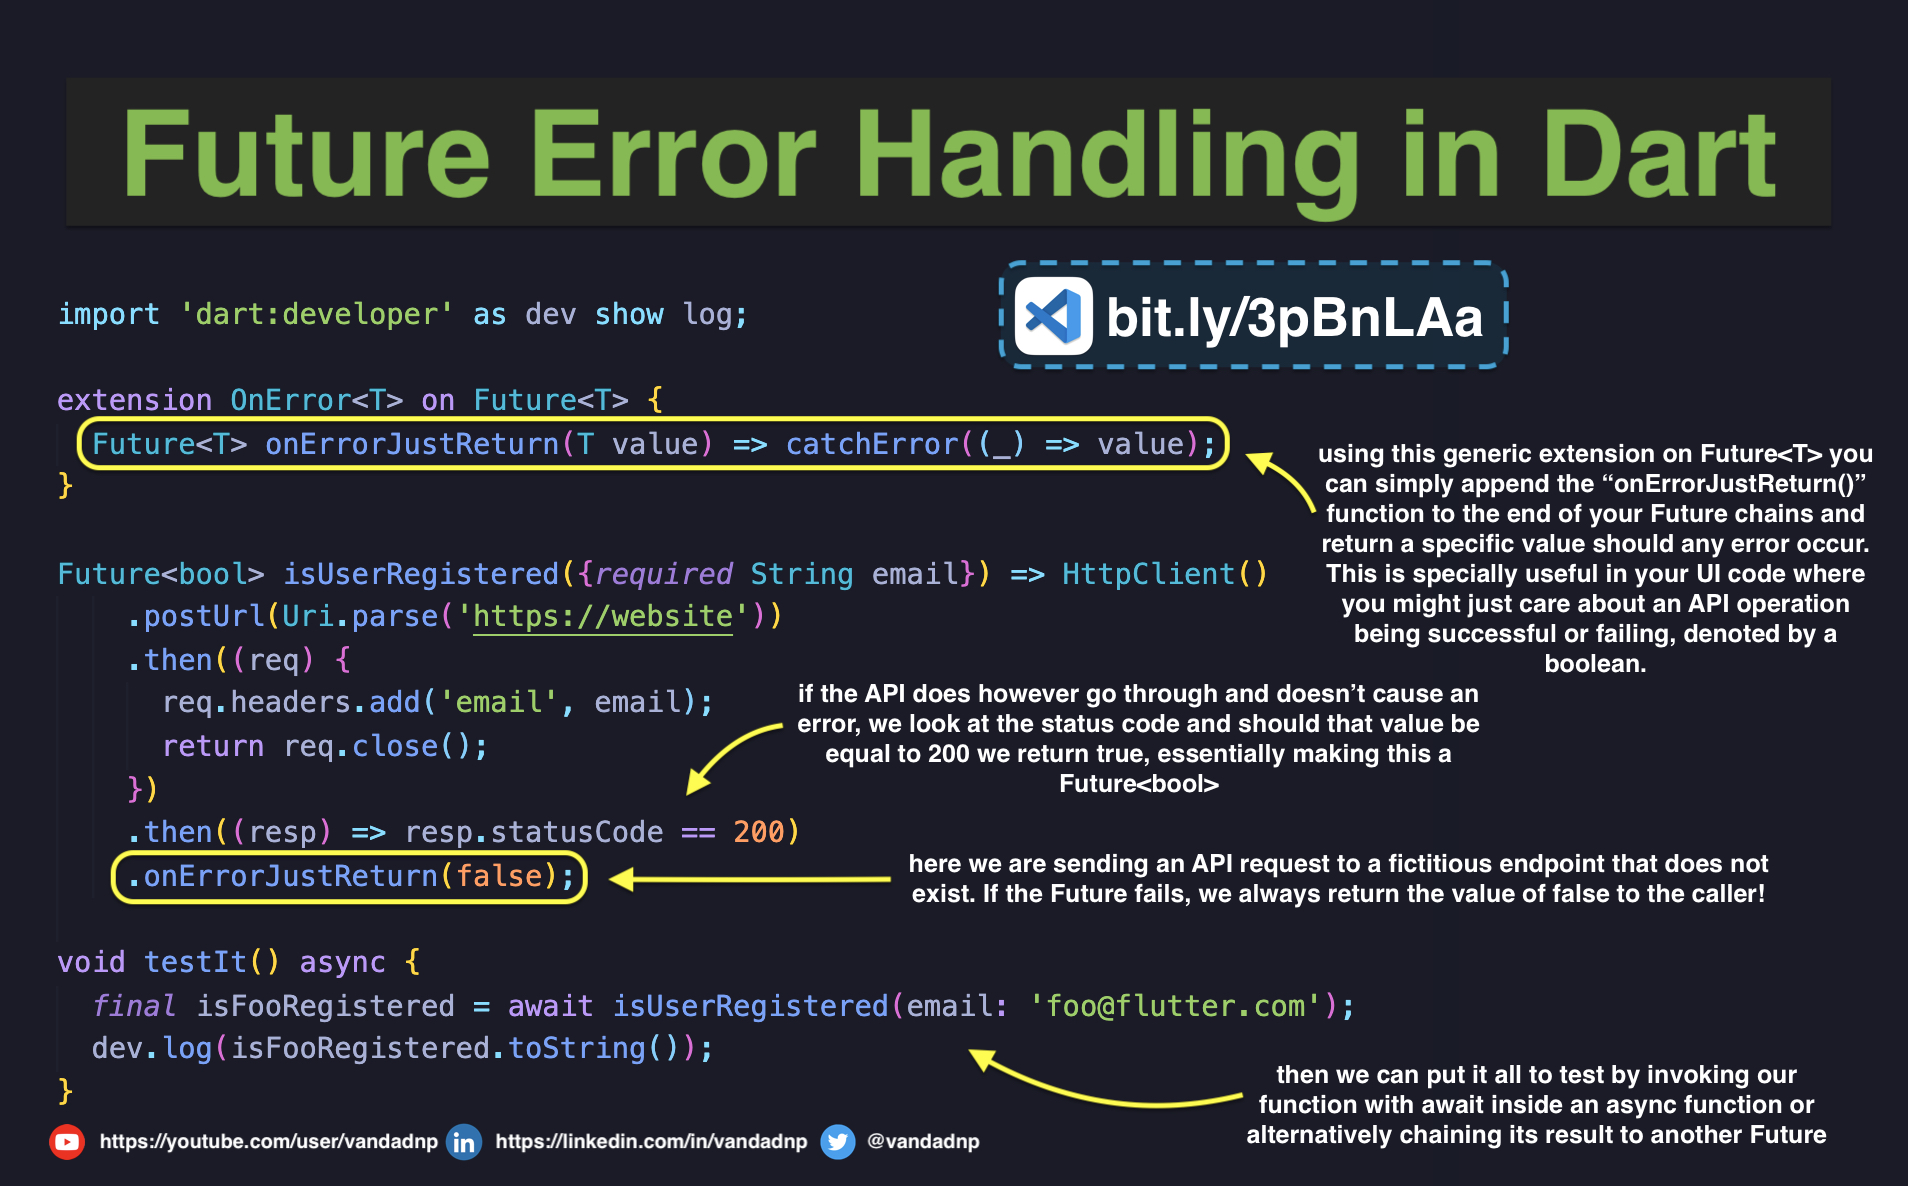 Future Error Handling in Dart
bit.ly/3pBnLAa
import 'dart:developer' as dev show log;
extension OnError<T> on Future<T> {
Future<T> onErrorJustReturn(T value) => catchError((_) => value);
}
using this generic extension on Future<T> you
can simply append the “onErrorJustReturn()”
function to the end of your Future chains and
return a specific value should any error occur.
This is specially useful in your UI code where
you might just care about an API operation
being successful or failing, denoted by a
boolean.
Future<bool> isUserRegistered({required String email}) => HttpClient()
.postUrl(Uri.parse('https://website'))
.then((req) {
req.headers.add('email', email);
return req.close();
})
.then((resp) => resp.statusCode == 200)
.onErrorJustReturn(false);
if the API does however go through and doesn’t cause an
error, we look at the status code and should that value be
equal to 200 we return true, essentially making this a
Future<bool>
here we are sending an API request to a fictitious endpoint that does not
exist. If the Future fails, we always return the value of false to the caller!
void testIt() async {
final isFooRegistered = await isUserRegistered(email: 'foo@flutter.com');
dev.log(isFooRegistered.toString());
}
then we can put it all to test by invoking our
function with await inside an async function or
alternatively chaining its result to another Future
https://youtube.com/user/vandadnp
in
https://linkedin.com/in/vandadnp
@vandadnp